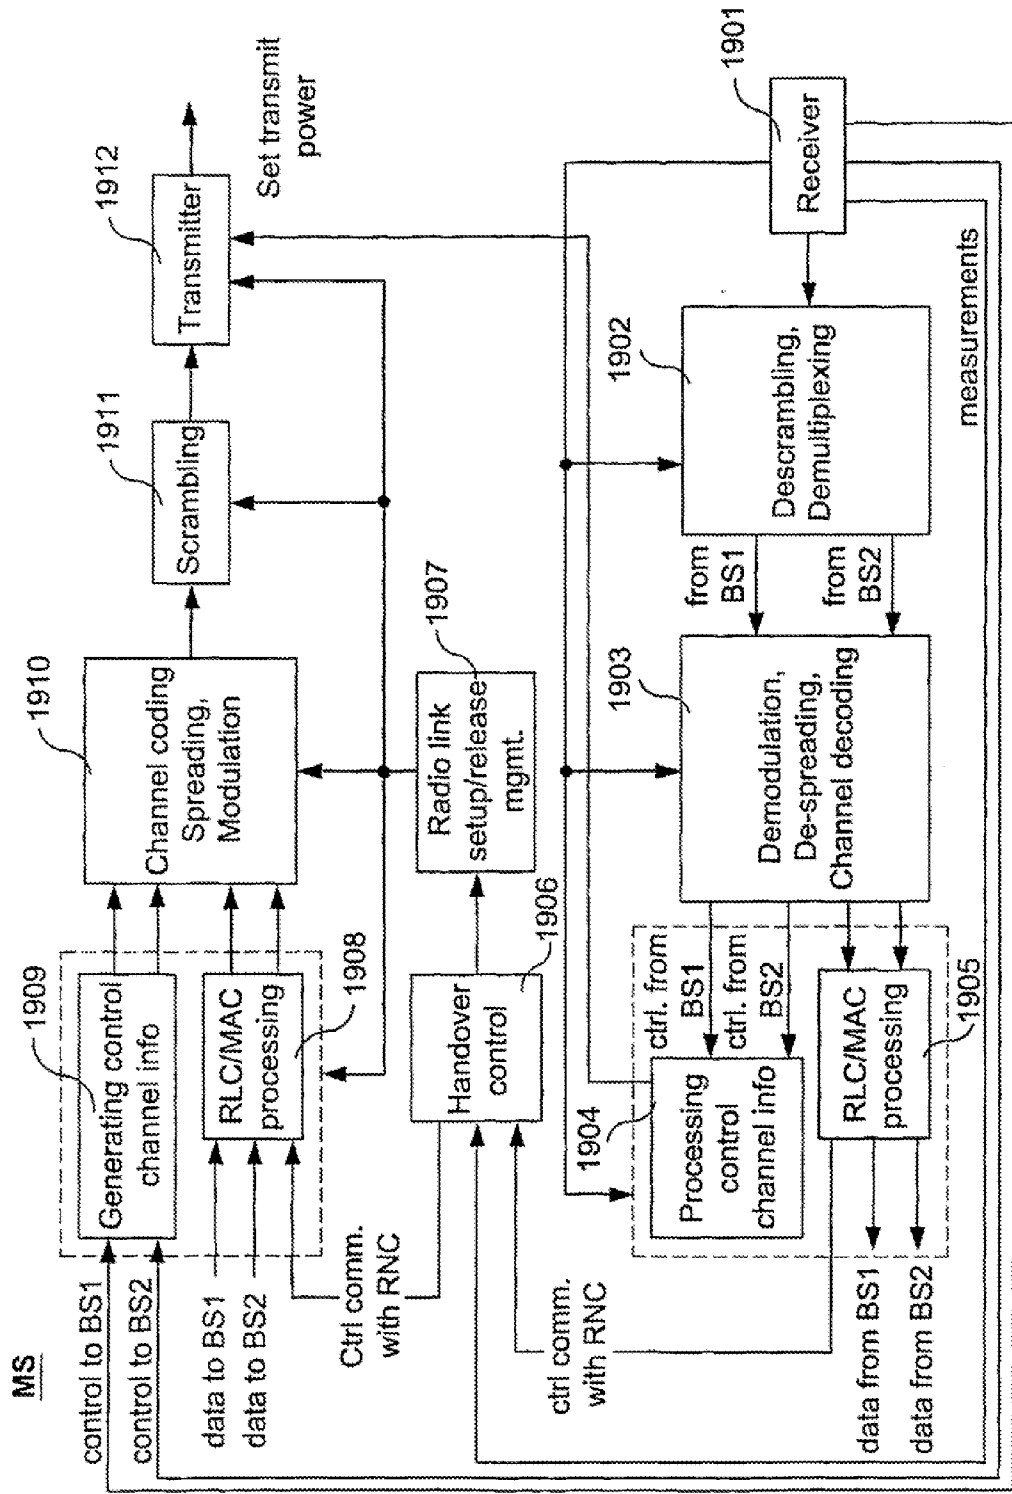 MS
control to BS1
control to BS2
1909
Generating control
channel info
data to BS1
data to BS2
RLC/MAC
processing
1908
1910
Channel coding
Spreading,
Modulation
1911
Scrambling
1912
Transmitter
Set transmit
power
Ctrl comm.
with RNC
Handover
control
1906
Radio link
setup/release
mgmt.
1907
ctrl comm.
with RNC
1904
Processing
control
channel info
ctrl. from
BS1
ctrl. from
BS2
RLC/MAC
processing
1905
data from BS1
data from BS2
1903
Demodulation,
De-spreading,
Channel decoding
from
BS1
from
BS2
1902
Descrambling,
Demultiplexing
1901
Receiver
measurements